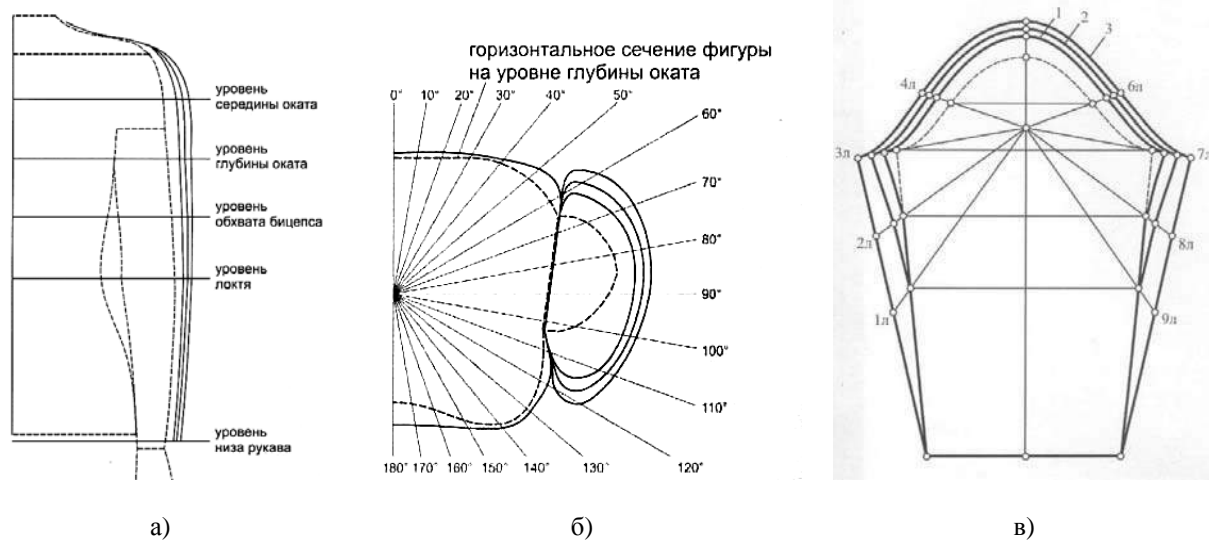 уровень
середины оката
уровень
глубины оката
уровень
обхвата бицепса
уровень
локтя
уровень
низа рукава
а)
горизонтальное сечение фигуры
на уровне глубины оката
0° 10° 20° 30° 40° 50°
60°
70°
80°
90°
100°
110°
180° 170° 160° 150° 140° 130° 120°
б)
1 2 3
4л 6л
3л 7л
2л 8л
1л 9л
в)